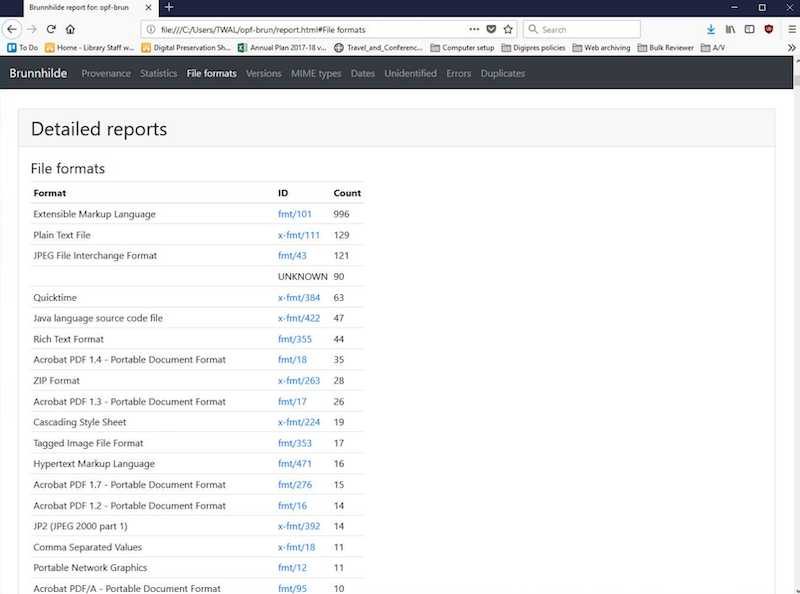 Brunnhilde report for: opf-brun
file:///C:/Users/TWAL/opf-brun/report.html#File formats
Search
To Do Home - Library Staff w... Digital Preservation Sh... Annual Plan 2017-18 v... Travel_and_Conferenc... Computer setup Digipres policies Web archiving Bulk Reviewer A/V
Brunnhilde Provenance Statistics File formats Versions MIME types Dates Unidentified Errors Duplicates
Detailed reports
File formats
Format ID Count
Extensible Markup Language fmt/101 996
Plain Text File x-fmt/111 129
JPEG File Interchange Format fmt/43 121
UNKNOWN 90
Quicktime x-fmt/384 63
Java language source code file x-fmt/422 47
Rich Text Format fmt/355 44
Acrobat PDF 1.4 - Portable Document Format fmt/18 35
ZIP Format x-fmt/263 28
Acrobat PDF 1.3 - Portable Document Format fmt/17 26
Cascading Style Sheet x-fmt/224 19
Tagged Image File Format fmt/353 17
Hypertext Markup Language fmt/471 16
Acrobat PDF 1.7 - Portable Document Format fmt/276 15
Acrobat PDF 1.2 - Portable Document Format fmt/16 14
JP2 (JPEG 2000 part 1) x-fmt/392 14
Comma Separated Values x-fmt/18 11
Portable Network Graphics fmt/12 11
Acrobat PDF/A - Portable Document Format fmt/95 10